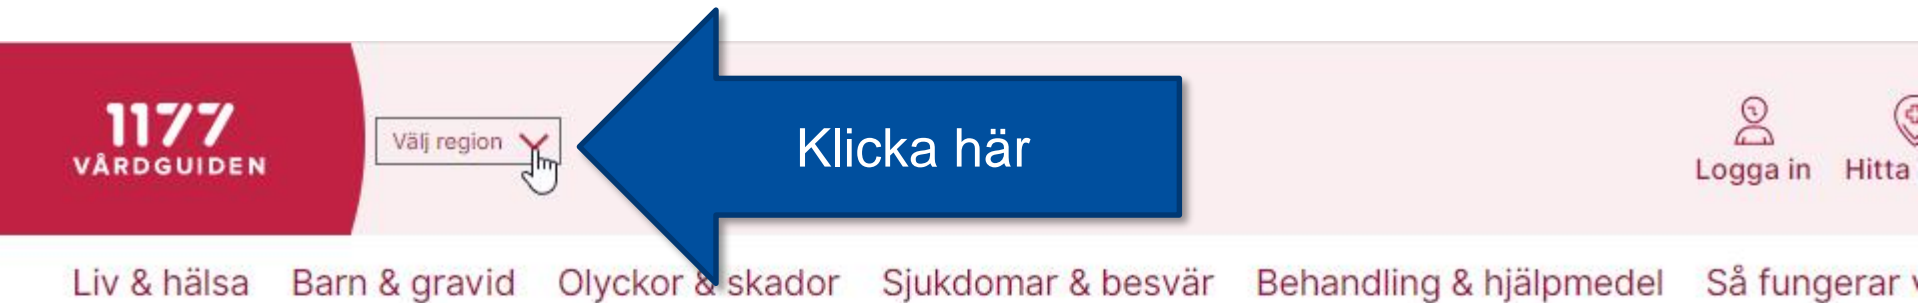 1177
VÅRDGUIDEN
Välj region
Klicka här
Logga in
Hitta
Liv & hälsa
Barn & gravid
Olyckor & skador
Sjukdomar & besvär
Behandling & hjälpmedel
Så fungerar